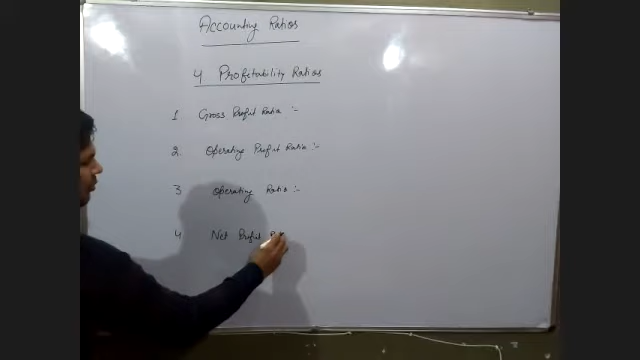 Accounting Ratios
4 Profitability Ratios
1 Gross Profit Ratio :-
2. Operating Profit Ratio :-
3 Operating Ratio :-
4 Net Profit